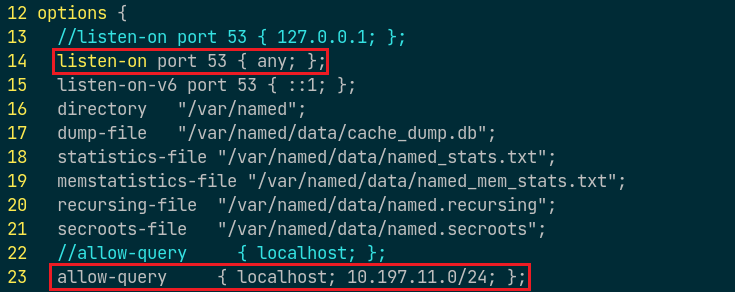 12 options {
13   //listen-on port 53 { 127.0.0.1; };
14   listen-on port 53 { any; };
15   listen-on-v6 port 53 { ::1; };
16   directory   "/var/named";
17   dump-file   "/var/named/data/cache_dump.db";
18   statistics-file "/var/named/data/named_stats.txt";
19   memstatistics-file "/var/named/data/named_mem_stats.txt";
20   recursing-file  "/var/named/data/named.recursing";
21   secroots-file   "/var/named/data/named.secroots";
22   //allow-query     { localhost; };
23   allow-query     { localhost; 10.197.11.0/24; };